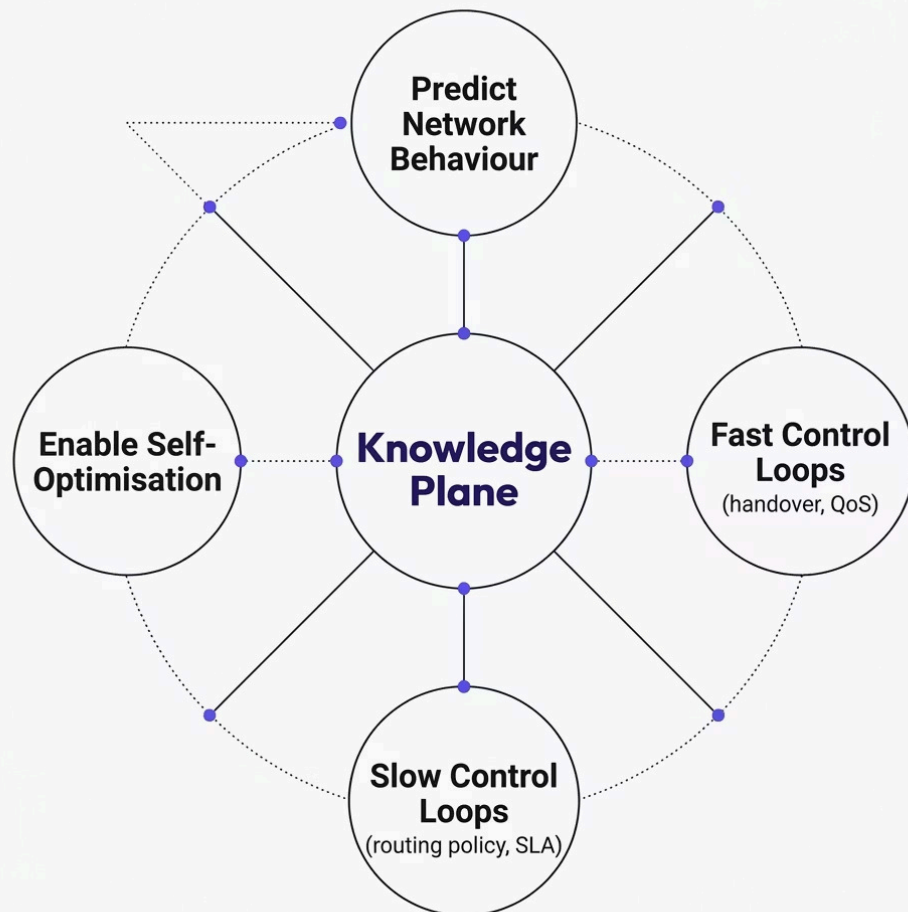 Predict
Network
Behaviour
Enable Self-
Optimisation
Knowledge
Plane
Fast Control
Loops
(handover, QoS)
Slow Control
Loops
(routing policy, SLA)